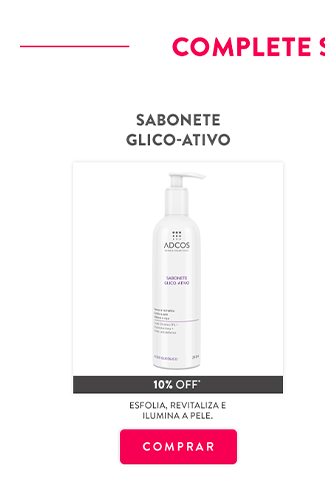 COMPLETE S
SABONETE
GLICO-ATIVO
ADCOS
SABONETE
GLICO-ATIVO
10% OFF*
ESFOLIA, REVITALIZA E
ILUMINA A PELE.
COMPRAR